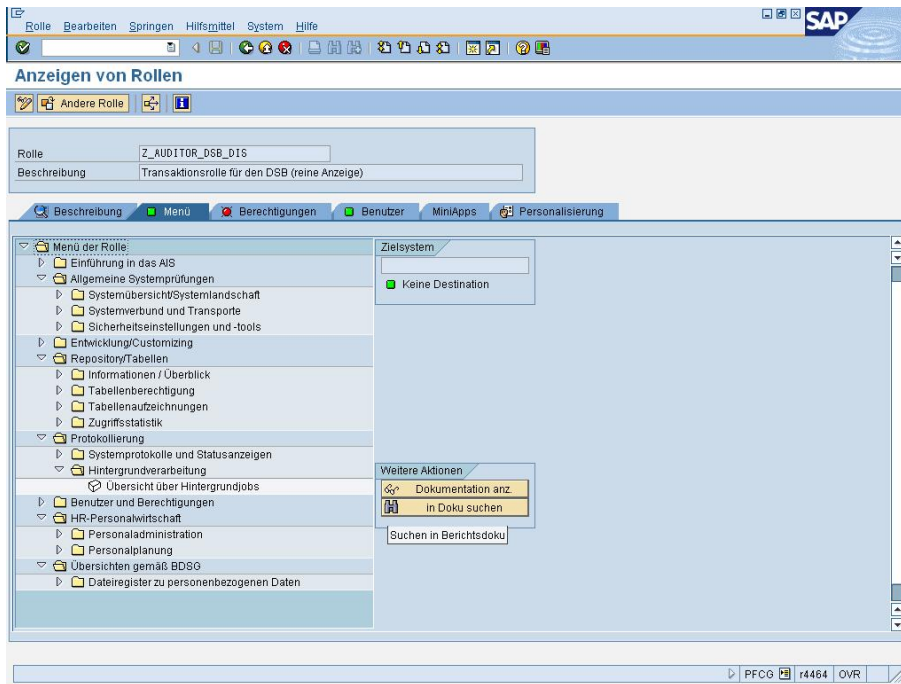 Rolle Bearbeiten Springen Hilfsmittel System Hilfe
SAP
Anzeigen von Rollen
Andere Rolle
Rolle Z_AUDITOR_DSB_DIS
Beschreibung Transaktionsrolle für den DSB (reine Anzeige)
Beschreibung Menü Berechtigungen Benutzer MiniApps Personalisierung
Menü der Rolle
Einführung in das AIS
Allgemeine Systemprüfungen
Systemübersicht/Systemlandschaft
Systemverbund und Transporte
Sicherheitseinstellungen und -tools
Entwicklung/Customizing
Repository/Tabellen
Informationen / Überblick
Tabellenberechtigung
Tabellenaufzeichnungen
Zugriffsstatistik
Protokollierung
Systemprotokolle und Statusanzeigen
Hintergrundverarbeitung
Übersicht über Hintergrundjobs
Benutzer und Berechtigungen
HR-Personalwirtschaft
Personaladministration
Personalplanung
Übersichten gemäß BDSG
Dateiregister zu personenbezogenen Daten
Zielsystem
Keine Destination
Weitere Aktionen
Dokumentation anz.
in Doku suchen
Suchen in Berichtsdoku
PFCG r4464 OVR